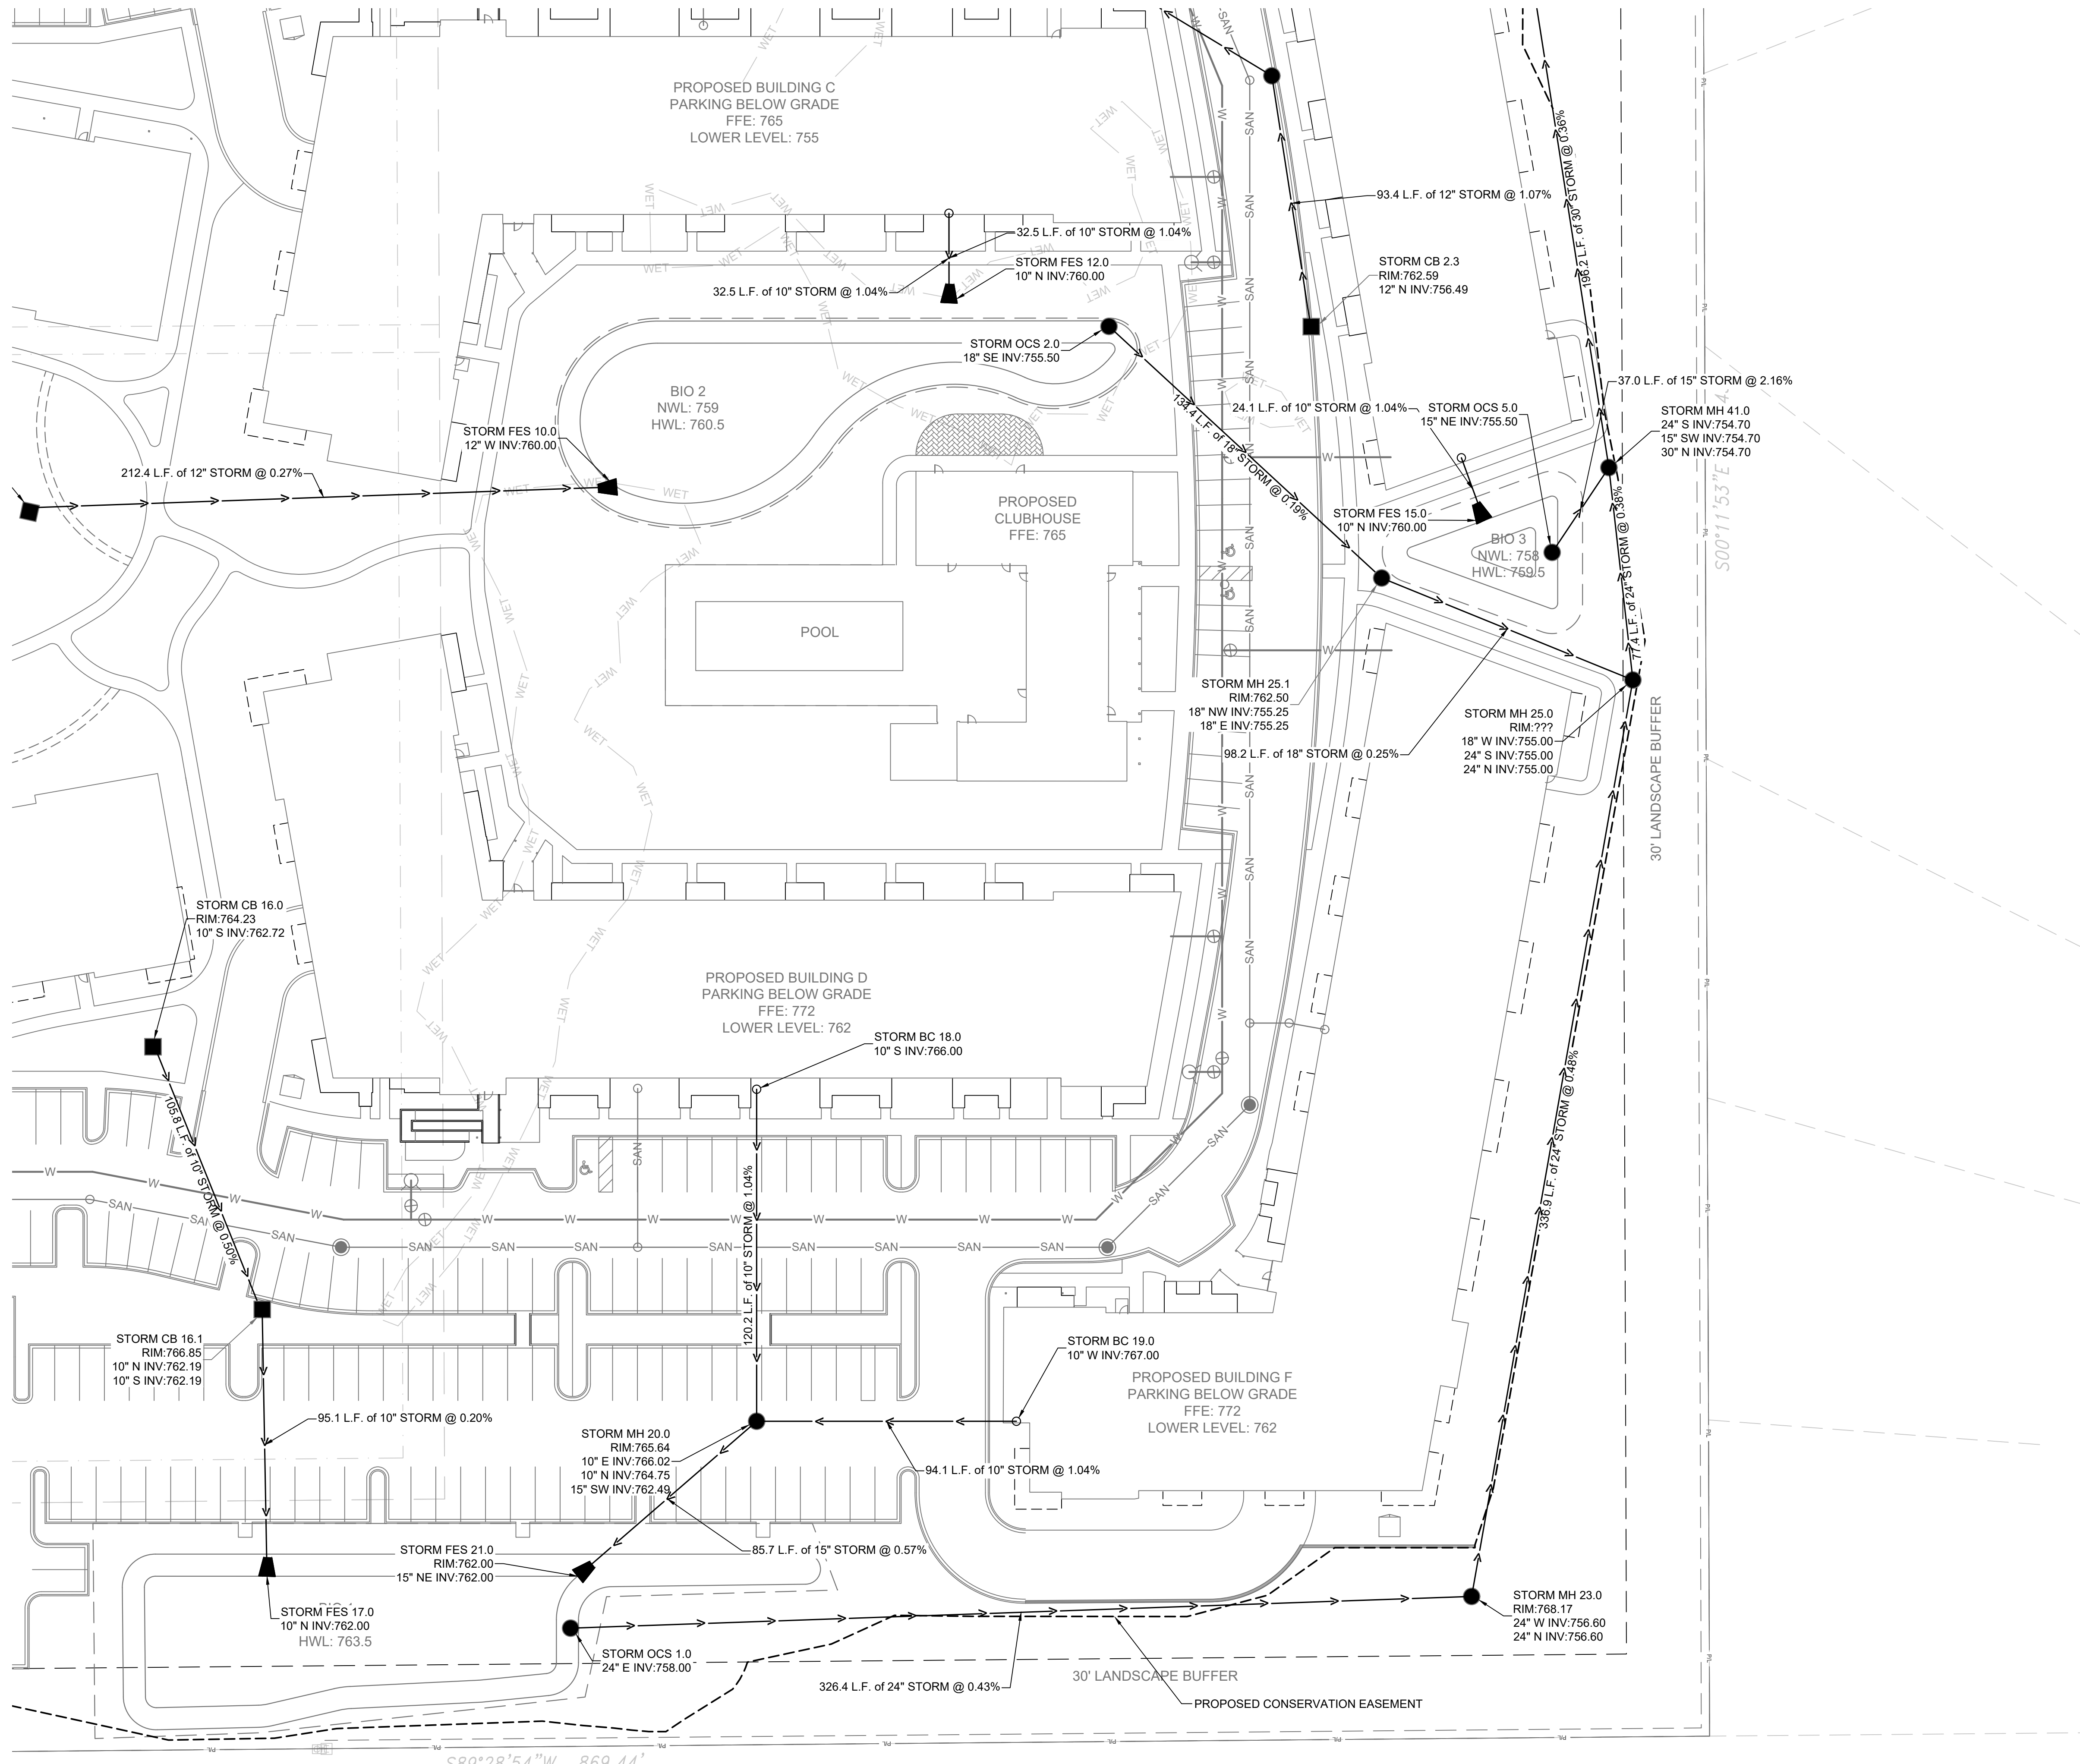 PROPOSED BUILDING C
PARKING BELOW GRADE
FFE: 765
LOWER LEVEL: 755
93.4 L.F. of 12" STORM @ 1.07%
196.2 L.F. of 30" STORM @ 0.36%
32.5 L.F. of 10" STORM @ 1.04%
STORM FES 12.0
10" N INV:760.00
32.5 L.F. of 10" STORM @ 1.04%
STORM CB 2.3
RIM:762.59
12" N INV:756.49
STORM OCS 2.0
18" SE INV:755.50
BIO 2
NWL: 759
HWL: 760.5
134.4 L.F. of 18" STORM @ 0.19%
37.0 L.F. of 15" STORM @ 2.16%
24.1 L.F. of 10" STORM @ 1.04%
STORM OCS 5.0
15" NE INV:755.50
STORM MH 41.0
24" S INV:754.70
15" SW INV:754.70
30" N INV:754.70
STORM FES 10.0
12" W INV:760.00
212.4 L.F. of 12" STORM @ 0.27%
PROPOSED
CLUBHOUSE
FFE: 765
STORM FES 15.0
10" N INV:760.00
BIO 3
NWL: 758
HWL: 759.5
77.4 L.F. of 24" STORM @ 0.38%
S00°11'53"E
POOL
STORM MH 25.1
RIM:762.50
18" NW INV:755.25
18" E INV:755.25
98.2 L.F. of 18" STORM @ 0.25%
STORM MH 25.0
RIM:???
18" W INV:755.00
24" S INV:755.00
24" N INV:755.00
30' LANDSCAPE BUFFER
STORM CB 16.0
RIM:764.23
10" S INV:762.72
PROPOSED BUILDING D
PARKING BELOW GRADE
FFE: 772
LOWER LEVEL: 762
STORM BC 18.0
10" S INV:766.00
105.8 L.F. of 10" STORM @ 0.50%
120.2 L.F. of 10" STORM @ 1.04%
336.9 L.F. of 24" STORM @ 0.48%
W
SAN
WET
STORM CB 16.1
RIM:766.85
10" N INV:762.19
10" S INV:762.19
STORM BC 19.0
10" W INV:767.00
PROPOSED BUILDING F
PARKING BELOW GRADE
FFE: 772
LOWER LEVEL: 762
95.1 L.F. of 10" STORM @ 0.20%
STORM MH 20.0
RIM:765.64
10" E INV:766.02
10" N INV:764.75
15" SW INV:762.49
94.1 L.F. of 10" STORM @ 1.04%
85.7 L.F. of 15" STORM @ 0.57%
STORM FES 21.0
RIM:762.00
15" NE INV:762.00
STORM FES 17.0
10" N INV:762.00
HWL: 763.5
STORM OCS 1.0
24" E INV:758.00
STORM MH 23.0
RIM:768.17
24" W INV:756.60
24" N INV:756.60
326.4 L.F. of 24" STORM @ 0.43%
30' LANDSCAPE BUFFER
PROPOSED CONSERVATION EASEMENT
S89°28'54"W 869.44'
P/L